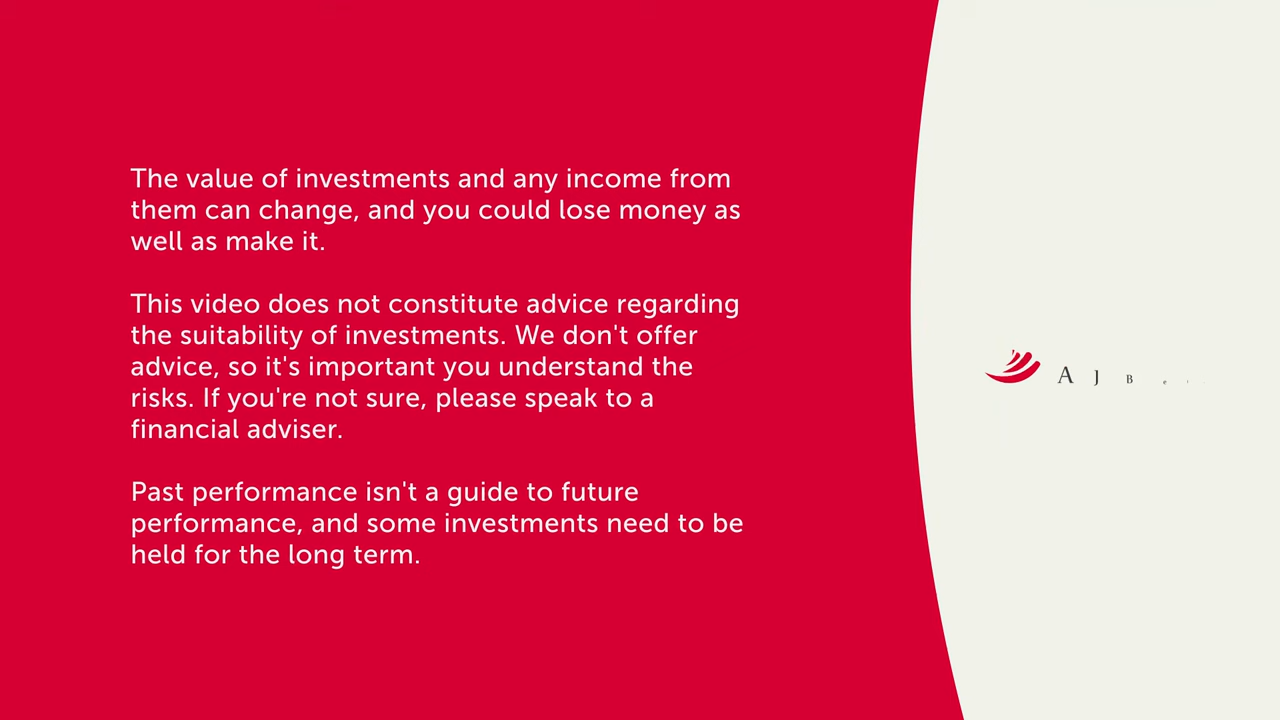 The value of investments and any income from
them can change, and you could lose money as
well as make it.
This video does not constitute advice regarding
the suitability of investments. We don't offer
advice, so it's important you understand the
risks. If you're not sure, please speak to a
financial adviser.
Past performance isn't a guide to future
performance, and some investments need to be
held for the long term.
A J B e